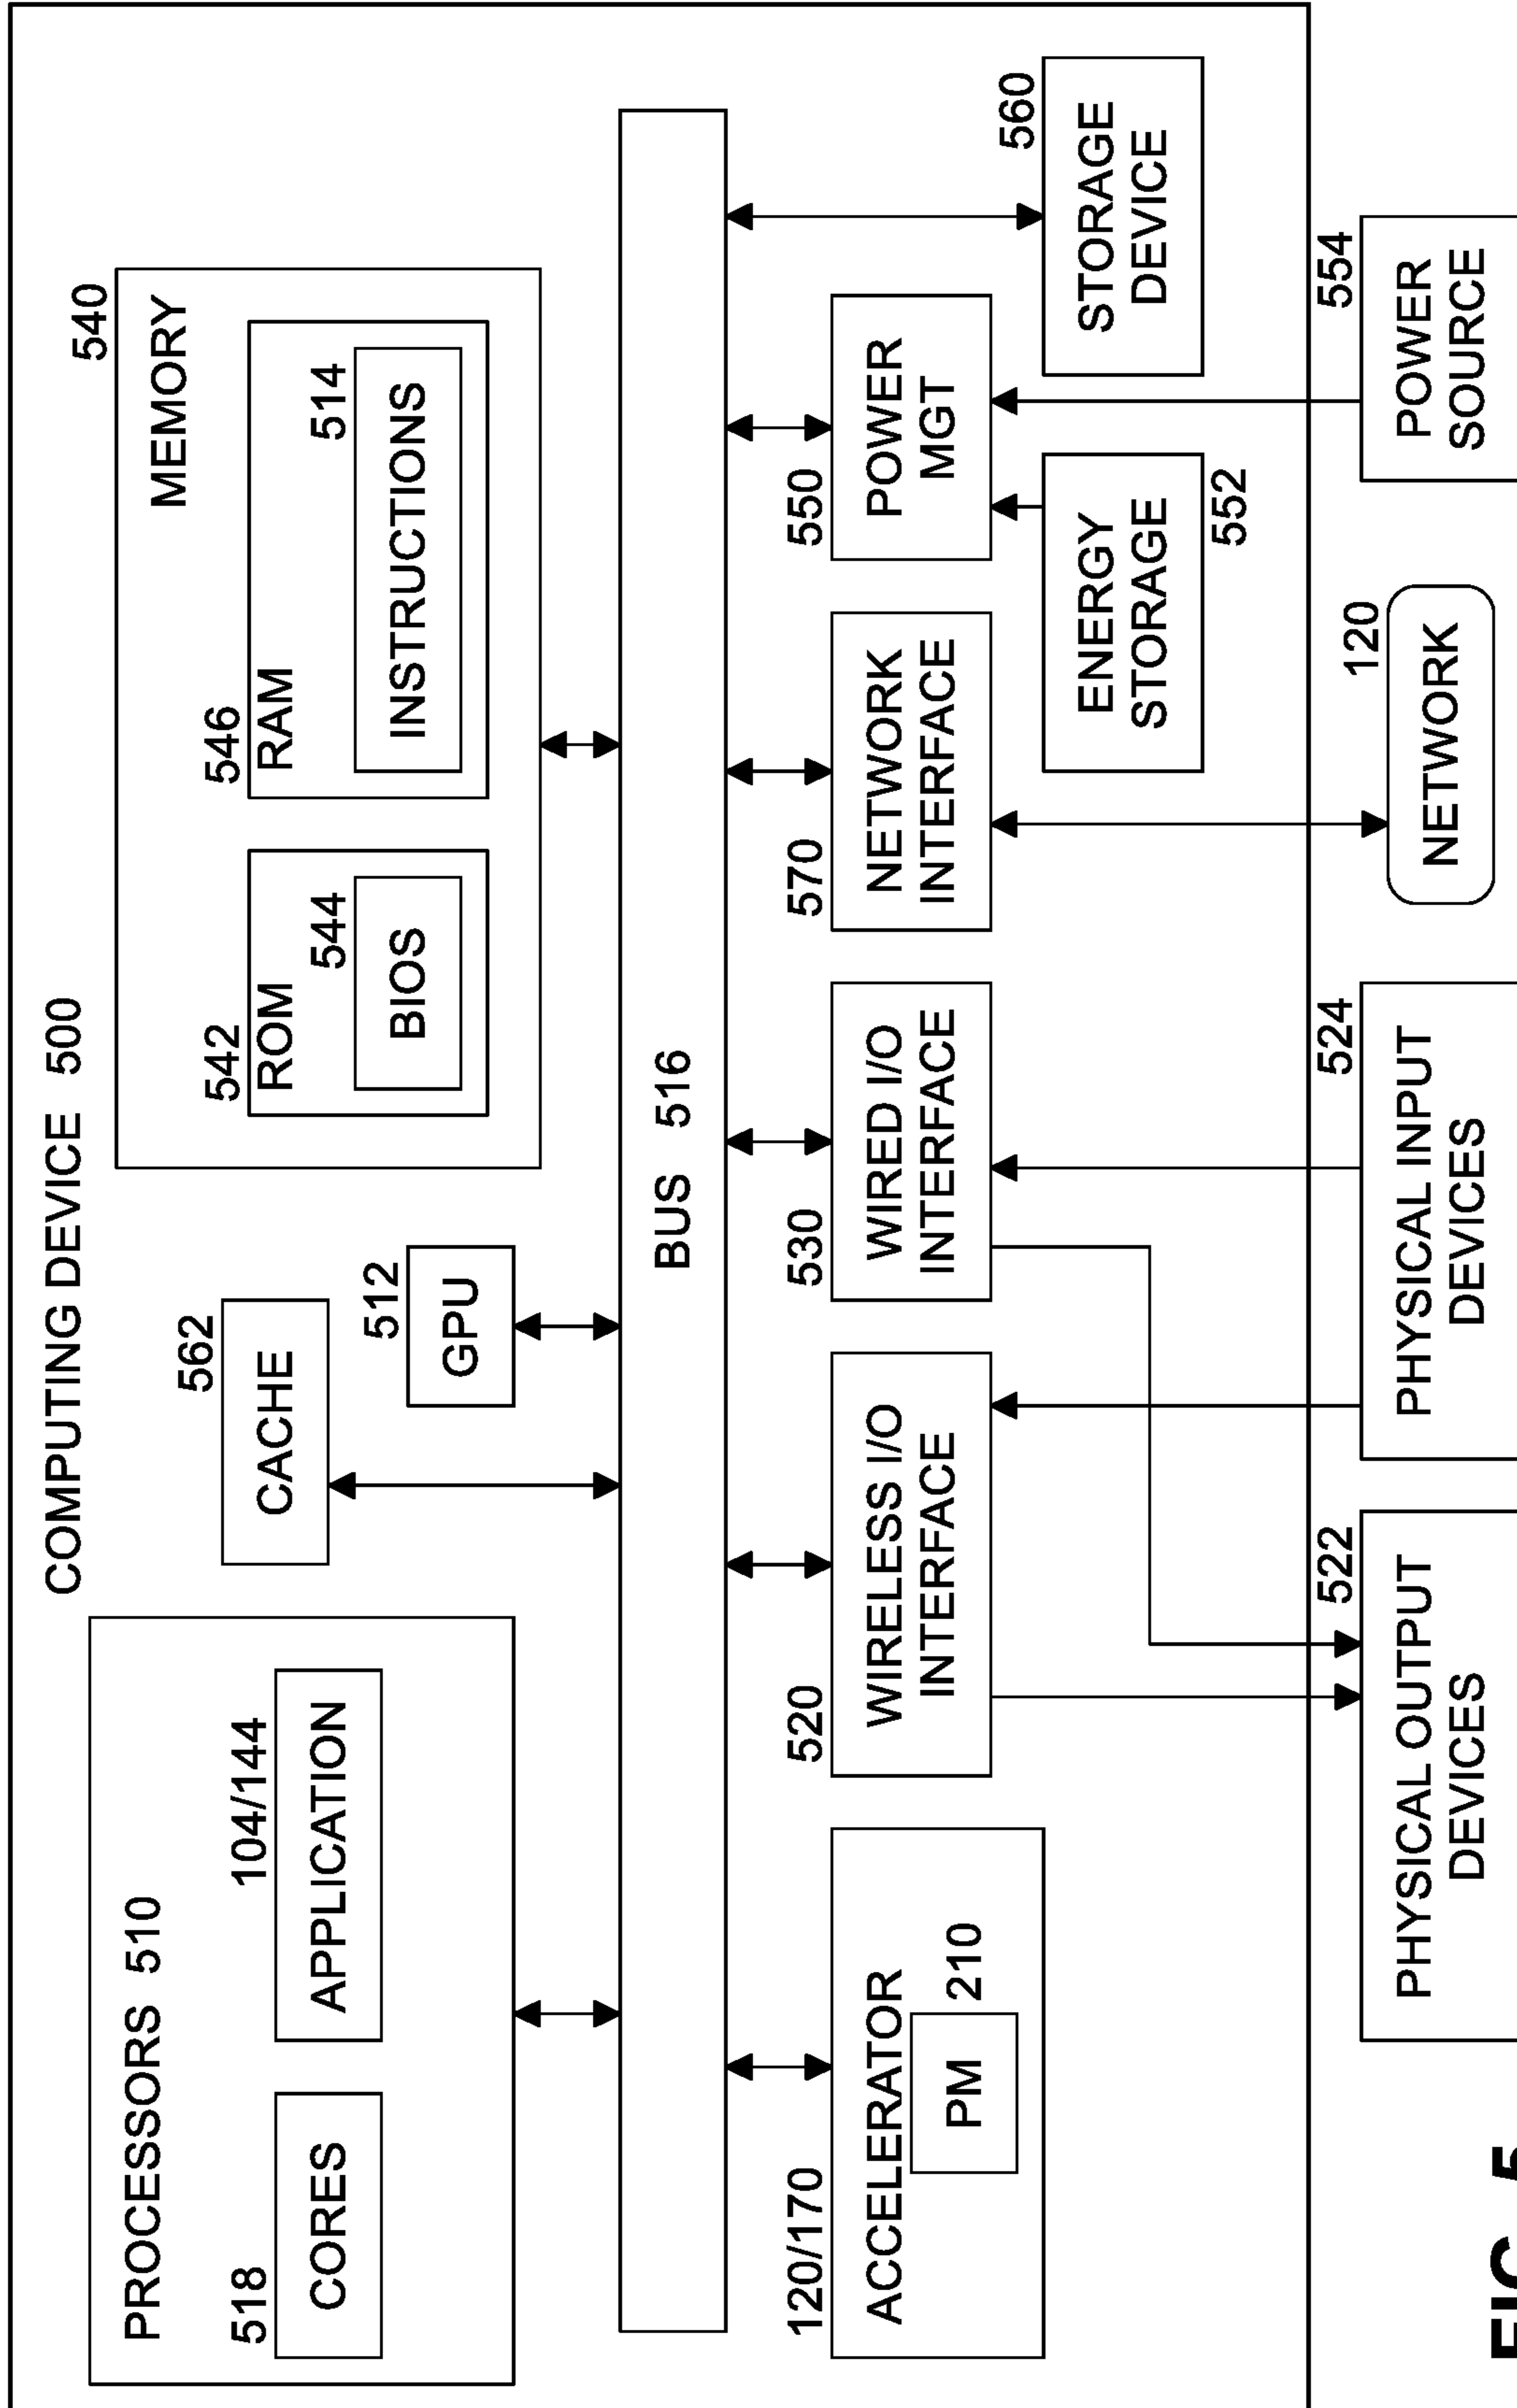 COMPUTING DEVICE 500
PROCESSORS 510
518
CORES
104/144
APPLICATION
562
CACHE
512
GPU
540
MEMORY
542
ROM
544
BIOS
546
RAM
514
INSTRUCTIONS
BUS 516
120/170
ACCELERATOR
PM
210
520
WIRELESS I/O
INTERFACE
530
WIRED I/O
INTERFACE
570
NETWORK
INTERFACE
550
POWER
MGT
ENERGY
STORAGE
552
560
STORAGE
DEVICE
522
PHYSICAL OUTPUT
DEVICES
524
PHYSICAL INPUT
DEVICES
120
NETWORK
554
POWER
SOURCE
FIG. 5